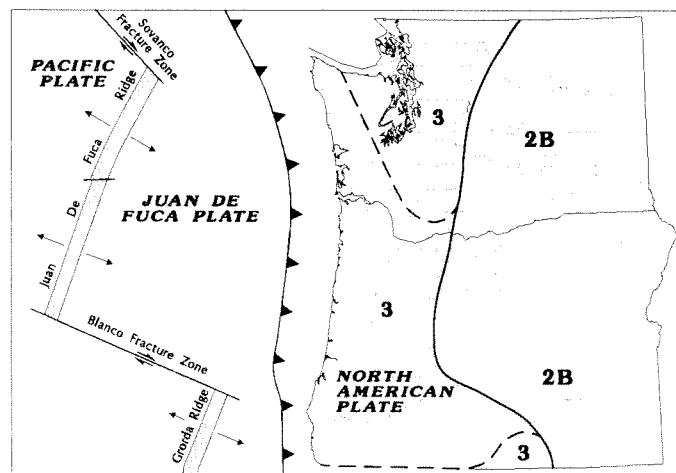 Sovanco
Fracture Zone
PACIFIC
PLATE
Juan De Fuca Ridge
3
2B
JUAN DE
FUCA PLATE
3
Blanco Fracture Zone
NORTH
AMERICAN
PLATE
2B
Grorda Ridge
3